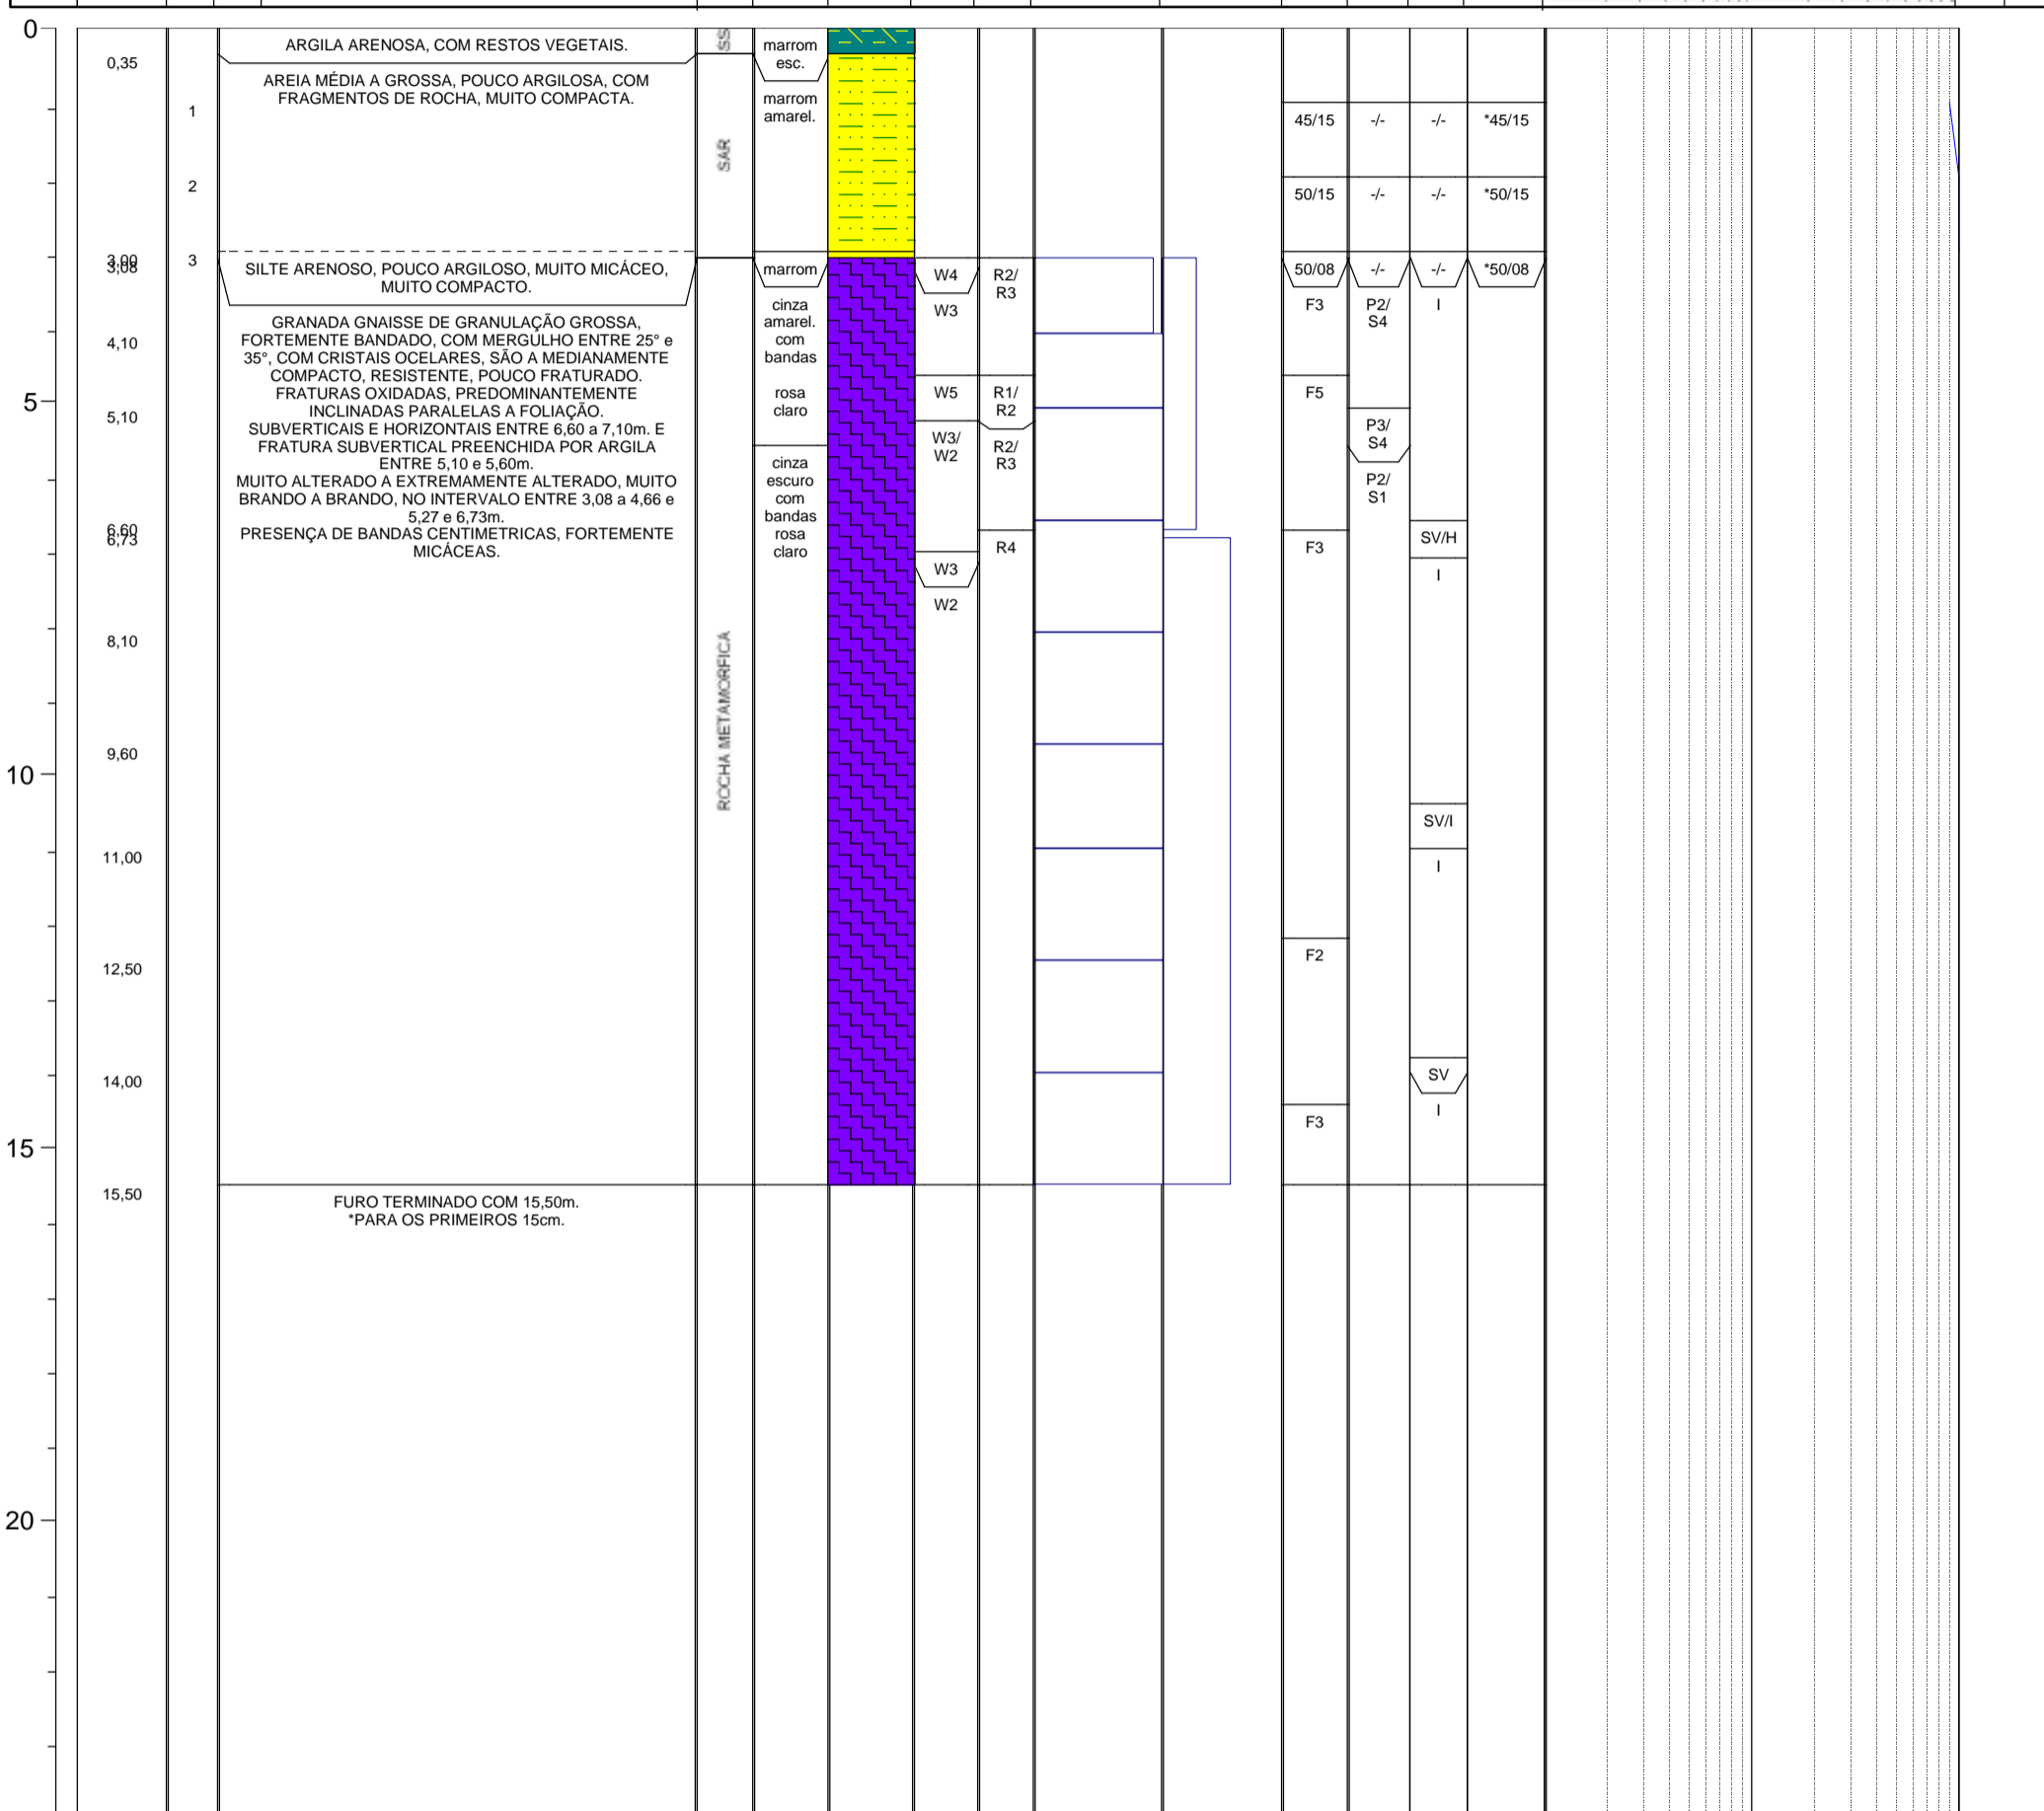 0
0,35
1
2
3,00
3,08
3
4,10
5
5,10
6,60
6,73
8,10
9,60
10
11,00
12,50
14,00
15
15,50
20
ARGILA ARENOSA, COM RESTOS VEGETAIS.
AREIA MÉDIA A GROSSA, POUCO ARGILOSA, COM
FRAGMENTOS DE ROCHA, MUITO COMPACTA.
SILTE ARENOSO, POUCO ARGILOSO, MUITO MICÁCEO,
MUITO COMPACTO.
GRANADA GNAISSE DE GRANULAÇÃO GROSSA,
FORTEMENTE BANDADO, COM MERGULHO ENTRE 25° e
35°, COM CRISTAIS OCELARES, SÃO A MEDIANAMENTE
COMPACTO, RESISTENTE, POUCO FRATURADO.
FRATURAS OXIDADAS, PREDOMINANTEMENTE
INCLINADAS PARALELAS A FOLIAÇÃO.
SUBVERTICAIS E HORIZONTAIS ENTRE 6,60 a 7,10m. E
FRATURA SUBVERTICAL PREENCHIDA POR ARGILA
ENTRE 5,10 e 5,60m.
MUITO ALTERADO A EXTREMAMENTE ALTERADO, MUITO
BRANDO A BRANDO, NO INTERVALO ENTRE 3,08 a 4,66 e
5,27 e 6,73m.
PRESENÇA DE BANDAS CENTIMETRICAS, FORTEMENTE
MICÁCEAS.
FURO TERMINADO COM 15,50m.
*PARA OS PRIMEIROS 15cm.
SS
SAR
ROCHA METAMORFICA
marrom
esc.
marrom
amarel.
marrom
cinza
amarel.
com
bandas
rosa
claro
cinza
escuro
com
bandas
rosa
claro
W4
W3
W5
W3/
W2
W3
W2
R2/
R3
R1/
R2
R2/
R3
R4
45/15
50/15
50/08
F3
F5
F3
F2
F3
-/-
-/-
-/-
P2/
S4
P3/
S4
P2/
S1
-/-
-/-
-/-
I
SV/H
I
SV/I
I
SV
I
*45/15
*50/15
*50/08